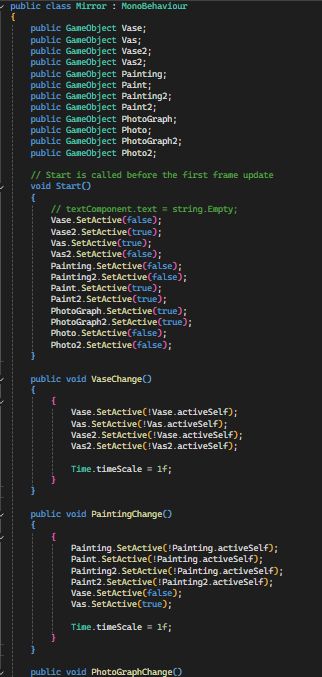 public class Mirror : MonoBehaviour
{
public GameObject Vase;
public GameObject Vas;
public GameObject Vase2;
public GameObject Vas2;
public GameObject Painting;
public GameObject Paint;
public GameObject Painting2;
public GameObject Paint2;
public GameObject PhotoGraph;
public GameObject Photo;
public GameObject PhotoGraph2;
public GameObject Photo2;
// Start is called before the first frame update
void Start()
{
// textComponent.text = string.Empty;
Vase.SetActive(false);
Vase2.SetActive(true);
Vas.SetActive(true);
Vas2.SetActive(false);
Painting.SetActive(false);
Painting2.SetActive(false);
Paint.SetActive(true);
Paint2.SetActive(true);
PhotoGraph.SetActive(true);
PhotoGraph2.SetActive(true);
Photo.SetActive(false);
Photo2.SetActive(false);
}
public void VaseChange()
{
{
Vase.SetActive(!Vase.activeSelf);
Vas.SetActive(!Vas.activeSelf);
Vase2.SetActive(!Vase2.activeSelf);
Vas2.SetActive(!Vas2.activeSelf);
Time.timeScale = 1f;
}
}
public void PaintingChange()
{
{
Painting.SetActive(!Painting.activeSelf);
Paint.SetActive(!Painting.activeSelf);
Painting2.SetActive(!Painting2.activeSelf);
Paint2.SetActive(!Painting2.activeSelf);
Vase.SetActive(false);
Vas.SetActive(true);
Time.timeScale = 1f;
}
}
public void PhotoGraphChange()